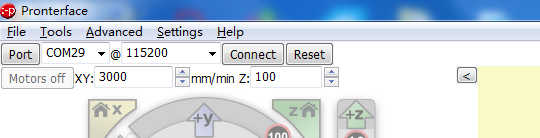 Pronterface
File Tools Advanced Settings Help
Port COM29 @ 115200 Connect Reset
Motors off XY: 3000 mm/min Z: 100 <
x +y z +z
100